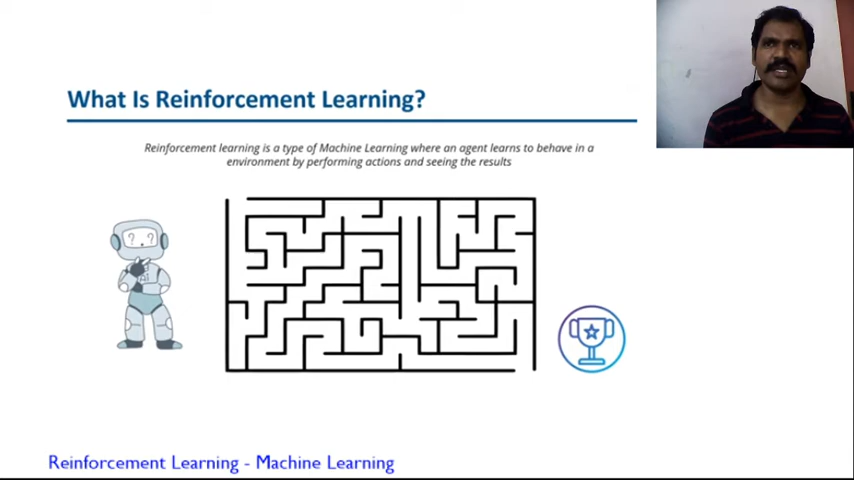 What Is Reinforcement Learning?
Reinforcement learning is a type of Machine Learning where an agent learns to behave in a
environment by performing actions and seeing the results
? ?
Reinforcement Learning - Machine Learning